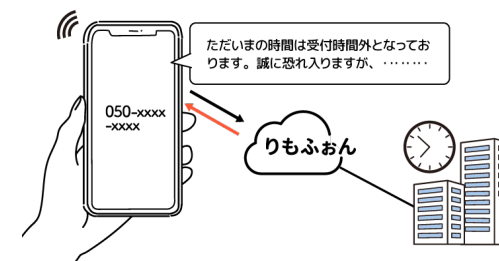 ただいまの時間は受付時間外となってお
ります。誠に恐れ入りますが、‥‥‥‥
050-xxxx
-xxxx
りもふぉん